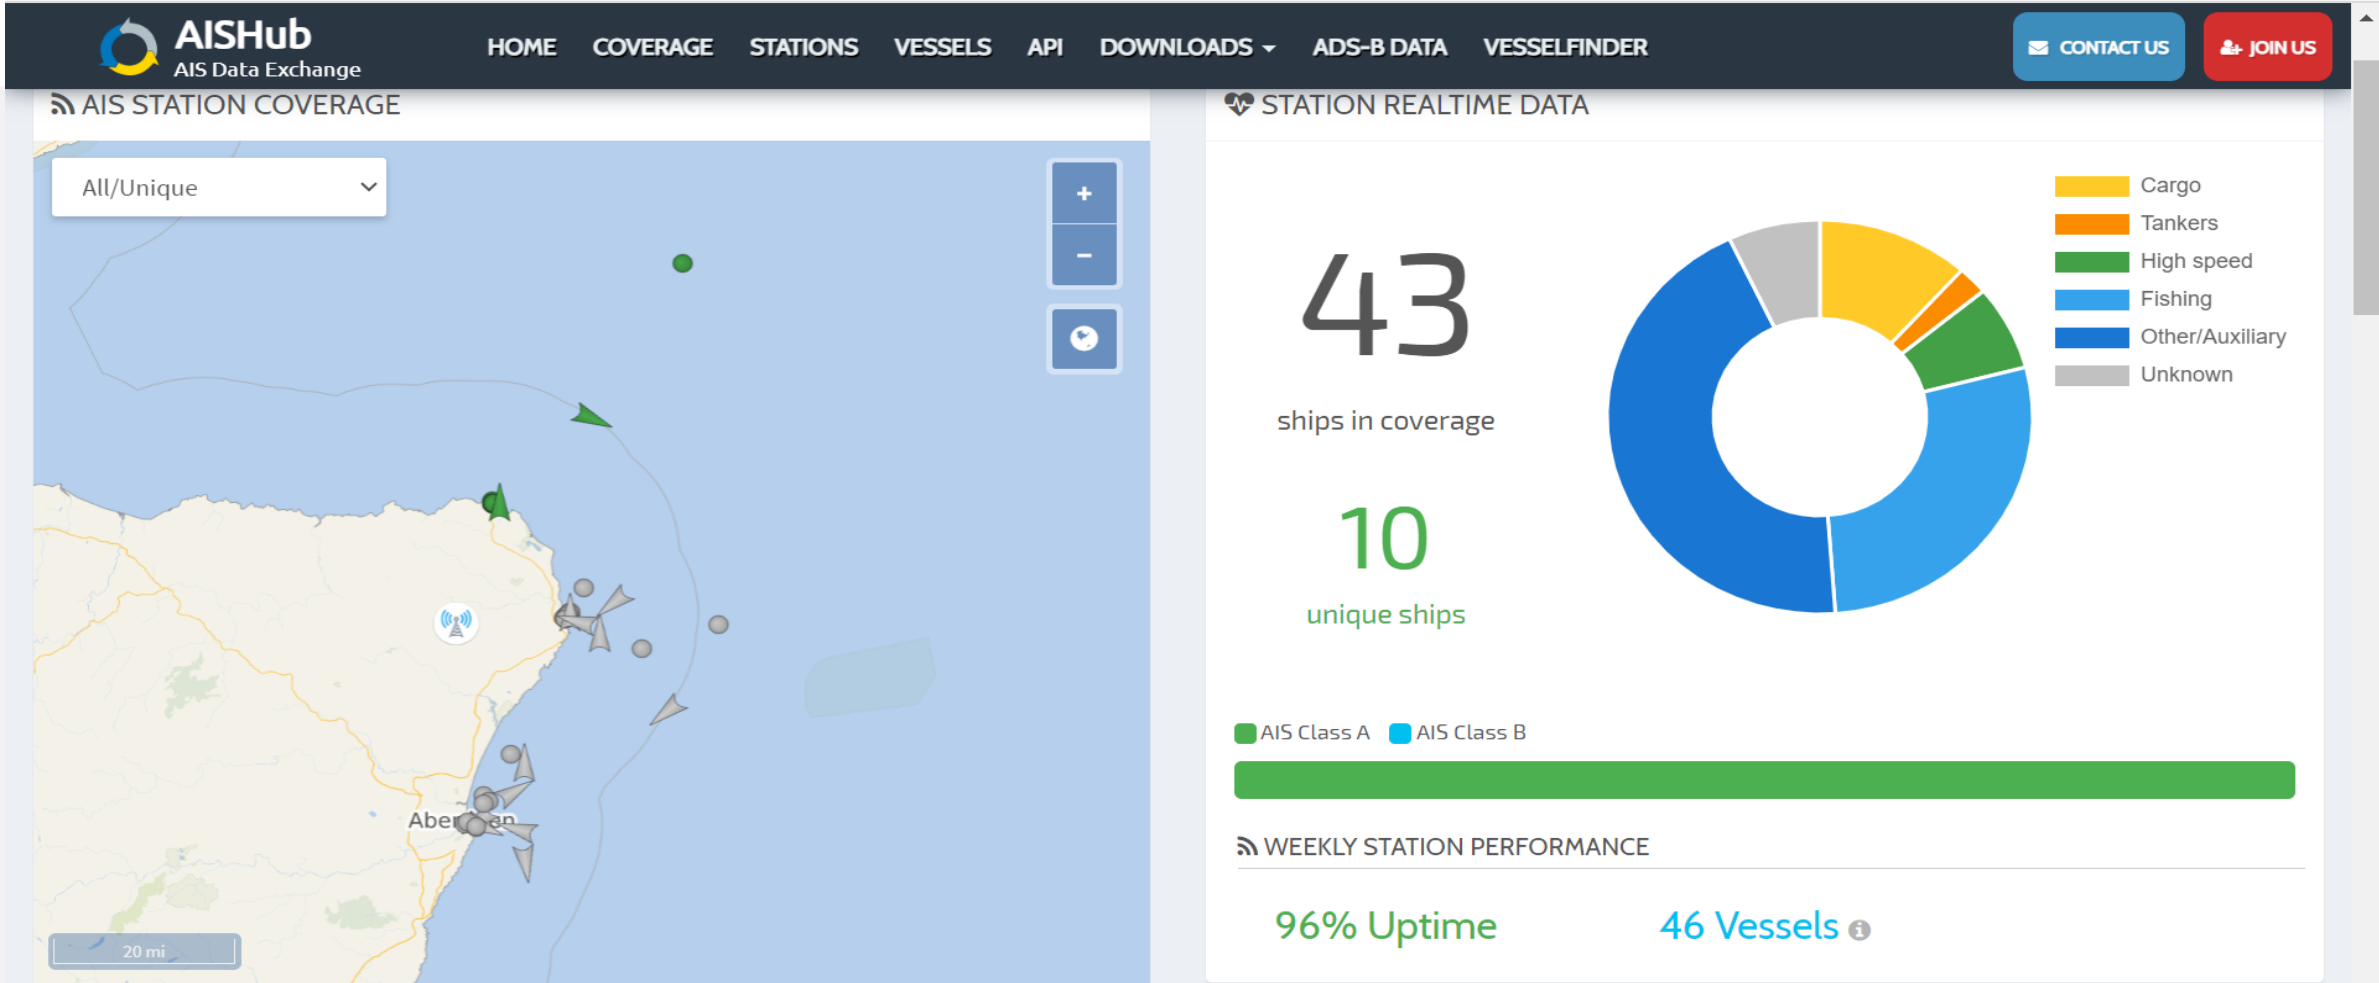 AISHub
AIS Data Exchange
HOME COVERAGE STATIONS VESSELS API DOWNLOADS ADS-B DATA VESSELFINDER
CONTACT US
JOIN US
AIS STATION COVERAGE
All/Unique
+
−
20 mi
STATION REALTIME DATA
43
ships in coverage
10
unique ships
Cargo
Tankers
High speed
Fishing
Other/Auxiliary
Unknown
AIS Class A AIS Class B
WEEKLY STATION PERFORMANCE
96% Uptime 46 Vessels